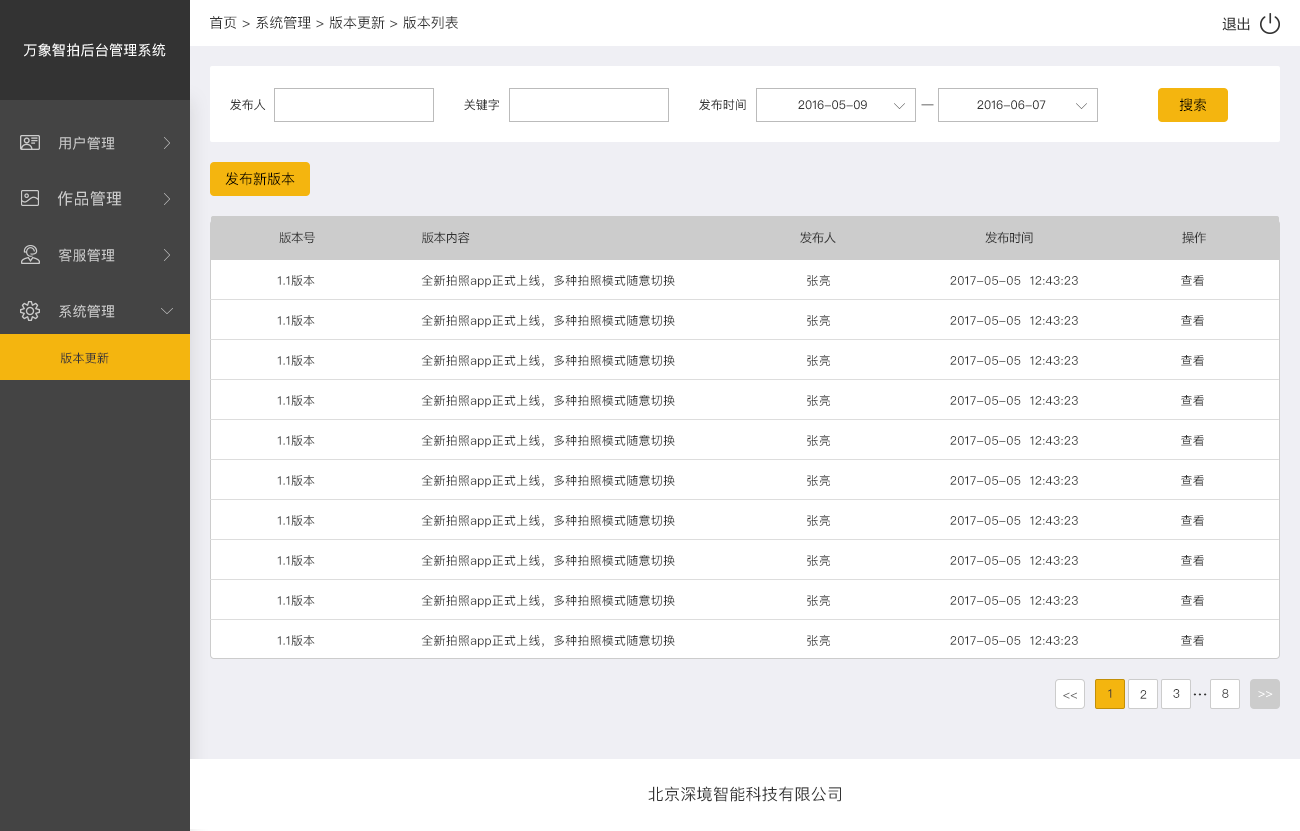 首页 > 系统管理 > 版本更新 > 版本列表
退出
万象智拍后台管理系统
用户管理
作品管理
客服管理
系统管理
版本更新
发布人 关键字 发布时间 2016-05-09 — 2016-06-07 搜索
发布新版本
版本号 版本内容 发布人 发布时间 操作
1.1版本 全新拍照app正式上线，多种拍照模式随意切换 张亮 2017-05-05 12:43:23 查看
1.1版本 全新拍照app正式上线，多种拍照模式随意切换 张亮 2017-05-05 12:43:23 查看
1.1版本 全新拍照app正式上线，多种拍照模式随意切换 张亮 2017-05-05 12:43:23 查看
1.1版本 全新拍照app正式上线，多种拍照模式随意切换 张亮 2017-05-05 12:43:23 查看
1.1版本 全新拍照app正式上线，多种拍照模式随意切换 张亮 2017-05-05 12:43:23 查看
1.1版本 全新拍照app正式上线，多种拍照模式随意切换 张亮 2017-05-05 12:43:23 查看
1.1版本 全新拍照app正式上线，多种拍照模式随意切换 张亮 2017-05-05 12:43:23 查看
1.1版本 全新拍照app正式上线，多种拍照模式随意切换 张亮 2017-05-05 12:43:23 查看
1.1版本 全新拍照app正式上线，多种拍照模式随意切换 张亮 2017-05-05 12:43:23 查看
1.1版本 全新拍照app正式上线，多种拍照模式随意切换 张亮 2017-05-05 12:43:23 查看
<< 1 2 3 ··· 8 >>
北京深境智能科技有限公司